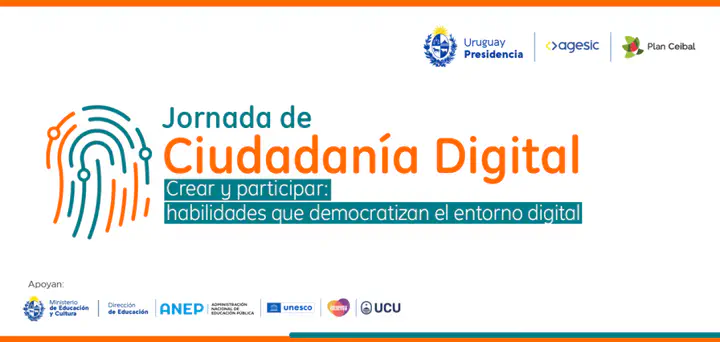 Uruguay
Presidencia
agesic
Plan Ceibal
Jornada de
Ciudadanía Digital
Crear y participar:
habilidades que democratizan el entorno digital
Apoyan:
Ministerio
de Educación
y Cultura
Dirección
de Educación
ANEP
ADMINISTRACIÓN
NACIONAL DE
EDUCACIÓN PÚBLICA
unesco
UCU